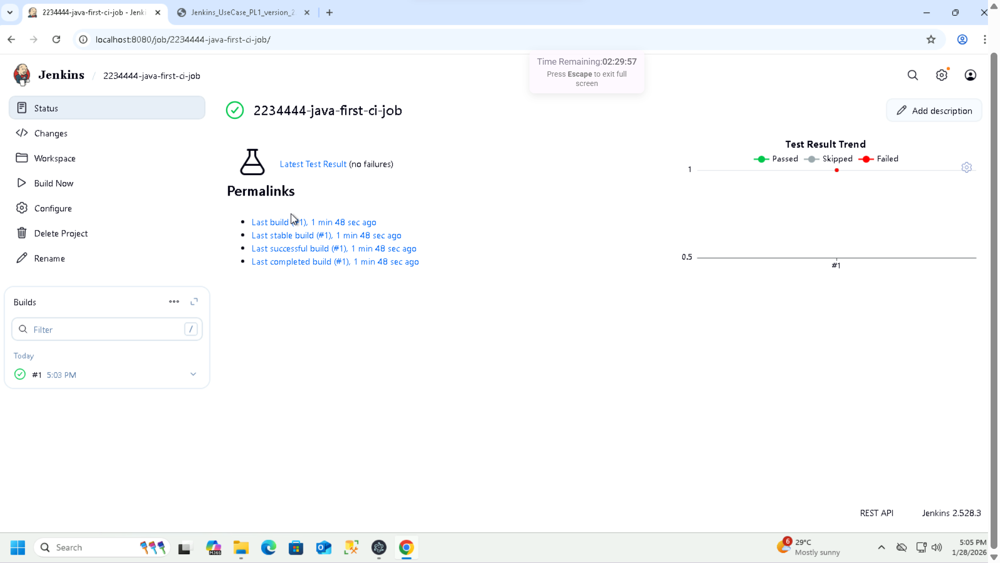 2234444-java-first-ci-job - Jenki
Jenkins_UseCase_PL1_version_2
localhost:8080/job/2234444-java-first-ci-job/
Time Remaining:02:29:57
Press Escape to exit full
screen
Jenkins / 2234444-java-first-ci-job
Status
Changes
Workspace
Build Now
Configure
Delete Project
Rename
Builds
Filter
/
Today
#1 5:03 PM
2234444-java-first-ci-job
Add description
Latest Test Result (no failures)
Permalinks
Last build (#1), 1 min 48 sec ago
Last stable build (#1), 1 min 48 sec ago
Last successful build (#1), 1 min 48 sec ago
Last completed build (#1), 1 min 48 sec ago
Test Result Trend
Passed Skipped Failed
1
0.5
#1
REST API
Jenkins 2.528.3
Search
M365
6
29°C
Mostly sunny
5:05 PM
1/28/2026